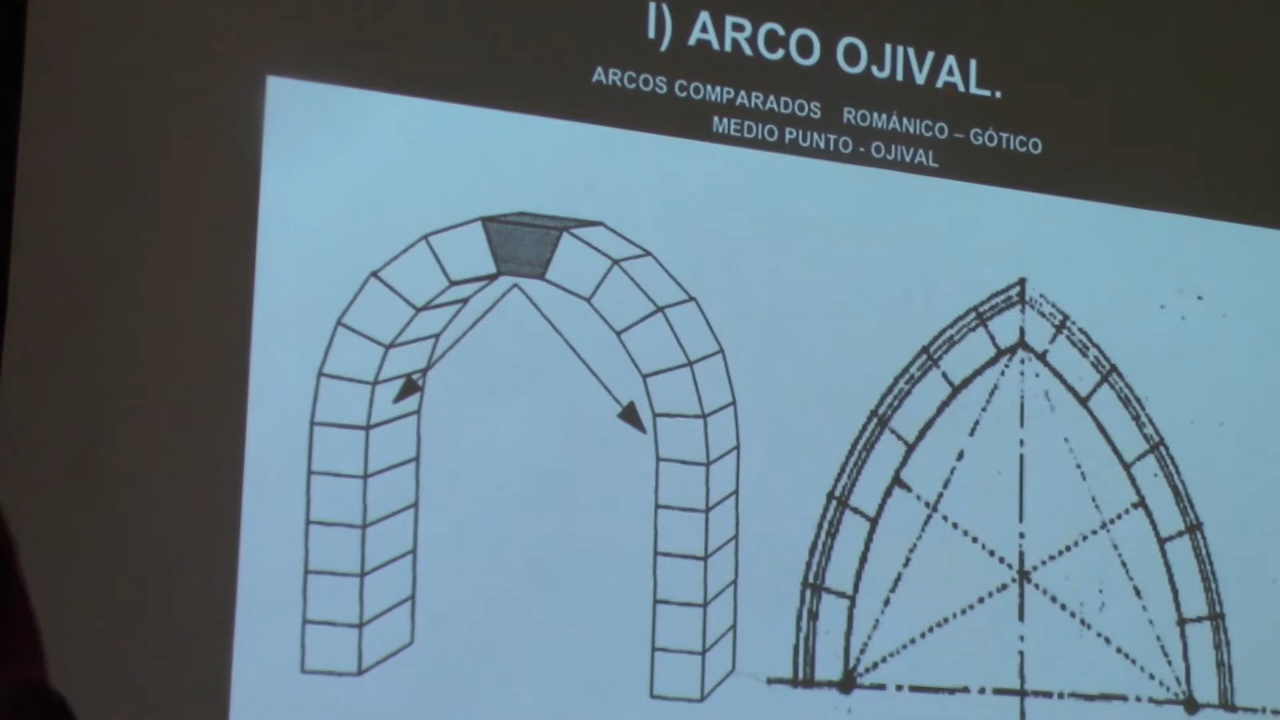 I) ARCO OJIVAL.
ARCOS COMPARADOS ROMÁNICO – GÓTICO
MEDIO PUNTO - OJIVAL